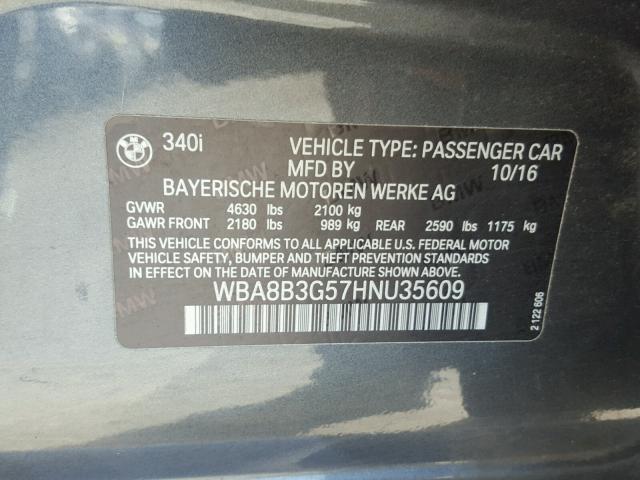 340i VEHICLE TYPE: PASSENGER CAR
MFD BY 10/16
BAYERISCHE MOTOREN WERKE AG
GVWR 4630 lbs 2100 kg
GAWR FRONT 2180 lbs 989 kg REAR 2590 lbs 1175 kg
THIS VEHICLE CONFORMS TO ALL APPLICABLE U.S. FEDERAL MOTOR
VEHICLE SAFETY, BUMPER AND THEFT PREVENTION STANDARDS
IN EFFECT ON THE DATE OF MANUFACTURE SHOWN ABOVE
WBA8B3G57HNU35609
2 122 606